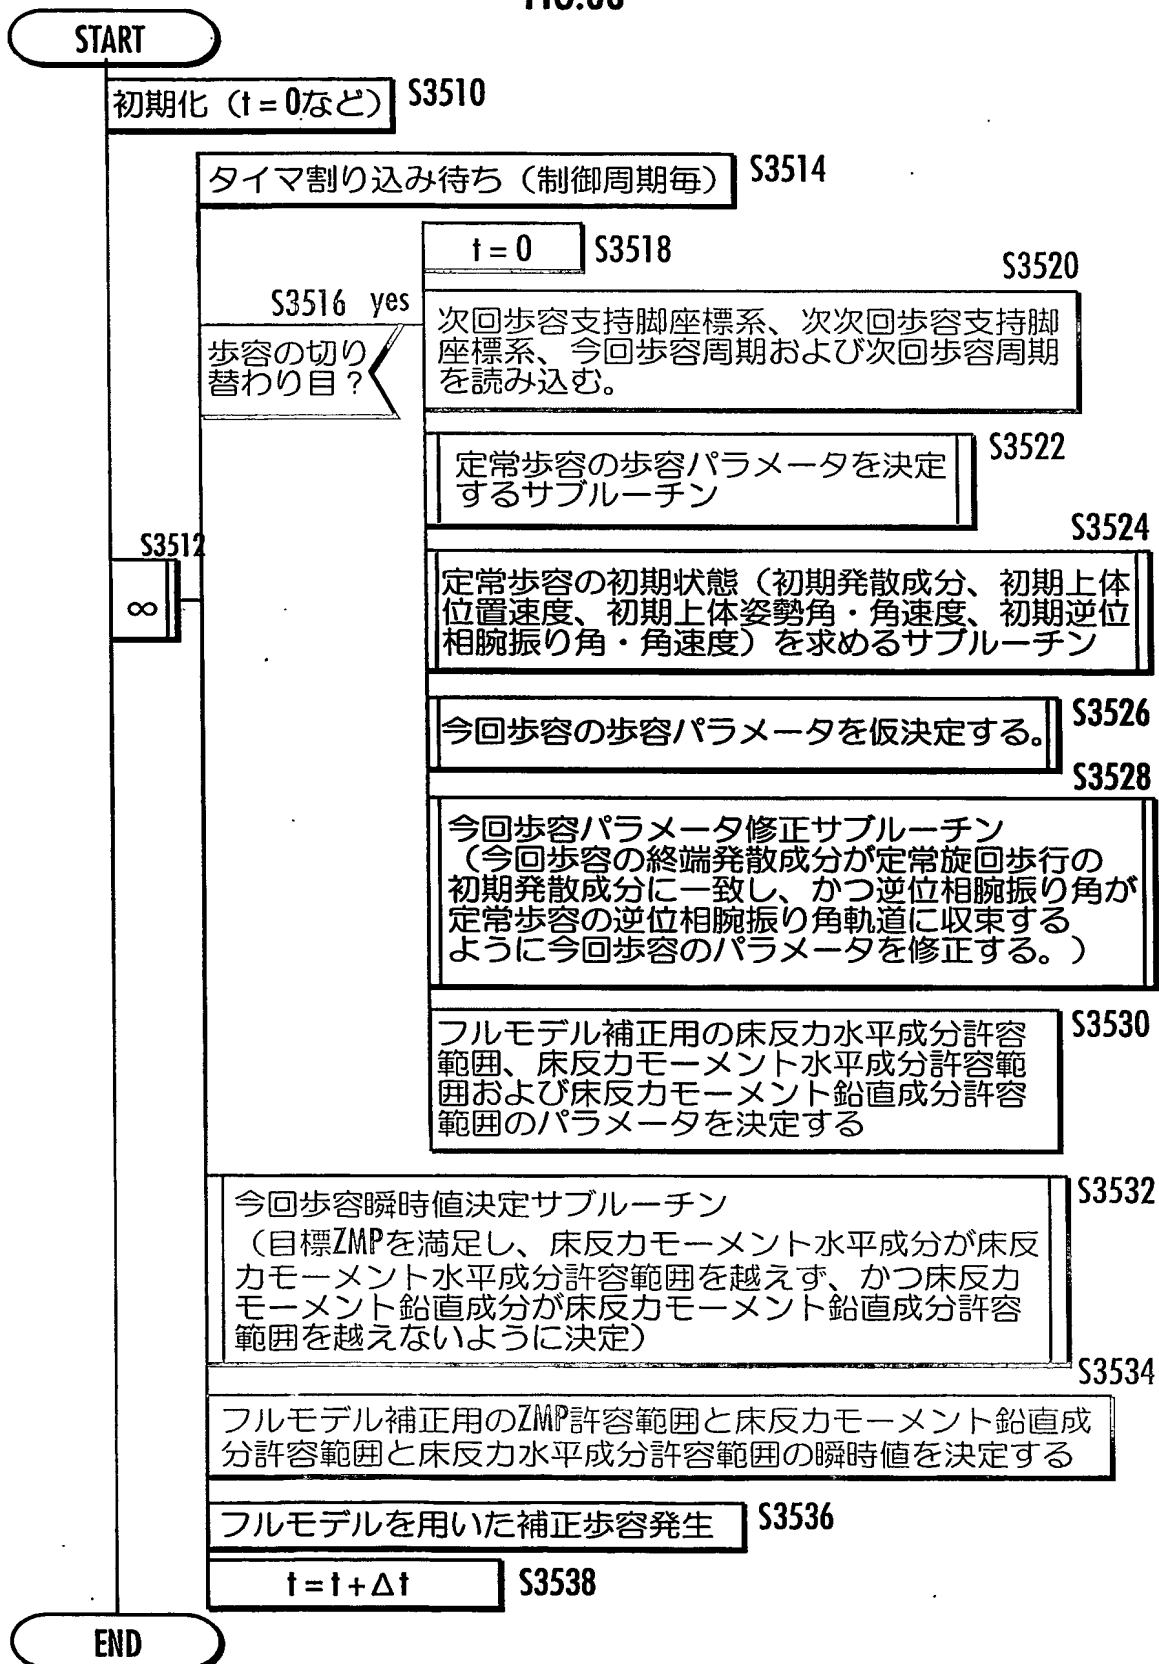 START
初期化（t = 0など）
S3510
タイマ割り込み待ち（制御周期毎）
S3514
t = 0
S3518
S3520
S3516 yes
歩容の切り
替わり目？
次回歩容支持脚座標系、次次回歩容支持脚
座標系、今回歩容周期および次回歩容周期
を読み込む。
S3522
定常歩容の歩容パラメータを決定
するサブルーチン
S3524
S3512
∞
定常歩容の初期状態（初期発散成分、初期上体
位置速度、初期上体姿勢角・角速度、初期逆位
相腕振り角・角速度）を求めるサブルーチン
今回歩容の歩容パラメータを仮決定する。
S3526
S3528
今回歩容パラメータ修正サブルーチン
（今回歩容の終端発散成分が定常旋回歩行の
初期発散成分に一致し、かつ逆位相腕振り角が
定常歩容の逆位相腕振り角軌道に収束する
ように今回歩容のパラメータを修正する。）
フルモデル補正用の床反力水平成分許容
範囲、床反力モーメント水平成分許容範
囲および床反力モーメント鉛直成分許容
範囲のパラメータを決定する
S3530
今回歩容瞬時値決定サブルーチン
（目標ZMPを満足し、床反力モーメント水平成分が床反
力モーメント水平成分許容範囲を越えず、かつ床反力
モーメント鉛直成分が床反力モーメント鉛直成分許容
範囲を越えないように決定）
S3532
S3534
フルモデル補正用のZMP許容範囲と床反力モーメント鉛直成
分許容範囲と床反力水平成分許容範囲の瞬時値を決定する
フルモデルを用いた補正歩容発生
S3536
t = t + Δt
S3538
END